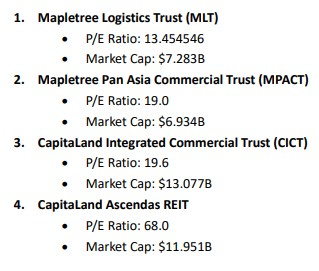 1. Mapletree Logistics Trust (MLT)
• P/E Ratio: 13.454546
• Market Cap: $7.283B
2. Mapletree Pan Asia Commercial Trust (MPACT)
• P/E Ratio: 19.0
• Market Cap: $6.934B
3. CapitaLand Integrated Commercial Trust (CICT)
• P/E Ratio: 19.6
• Market Cap: $13.077B
4. CapitaLand Ascendas REIT
• P/E Ratio: 68.0
• Market Cap: $11.951B